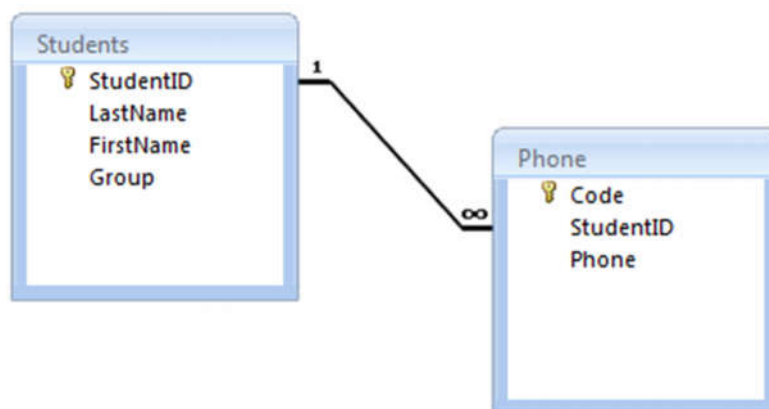 Students
StudentID
LastName
FirstName
Group
1
∞
Phone
Code
StudentID
Phone